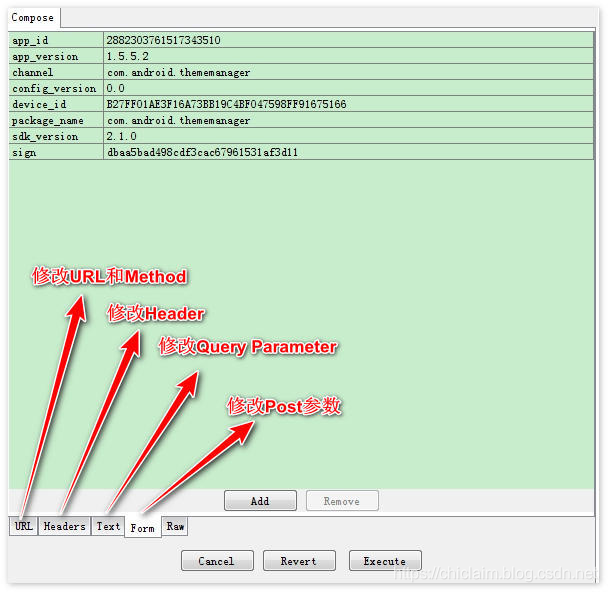 Compose
app_id 2882303761517343510
app_version 1.5.5.2
channel com.android.thememanager
config_version 0.0
device_id B27FF01AE3F16A73BB19C4BF047598FF91675166
package_name com.android.thememanager
sdk_version 2.1.0
sign dbaa5bad498cdf3cac67961531af3d11
修改URL和Method
修改Header
修改Query Parameter
修改Post参数
Add Remove
URL Headers Text Form Raw
Cancel Revert Execute
https://chiclaim.blog.csdn.net